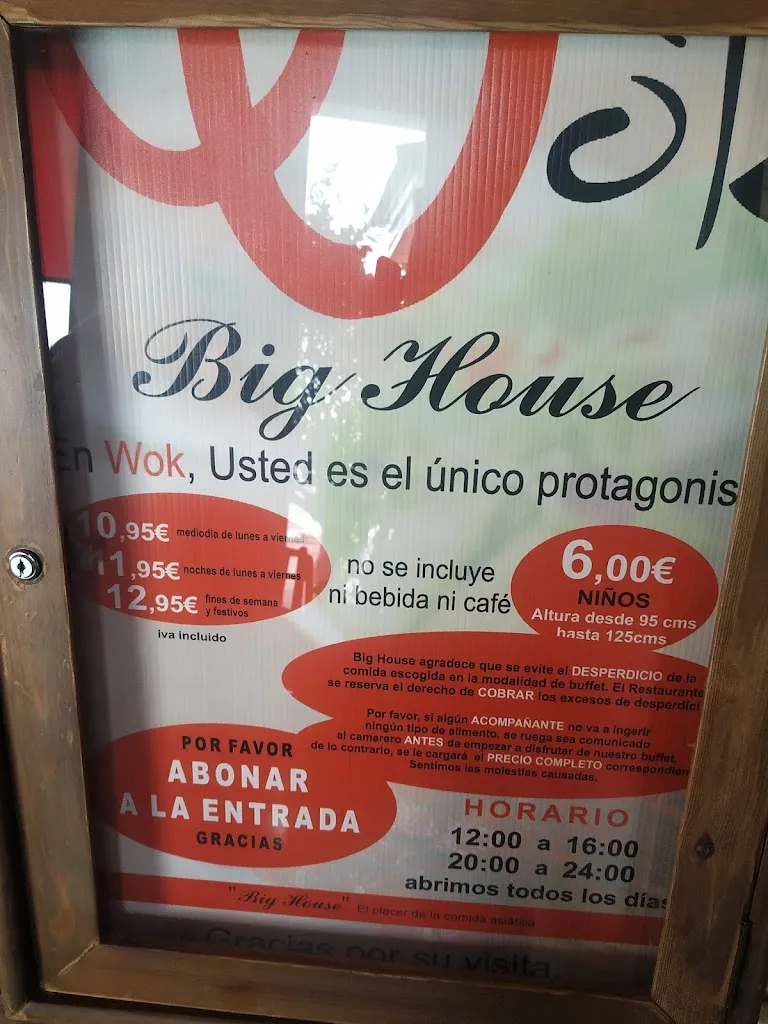 Wok
Big House
En Wok, Usted es el único protagonis
10,95€ mediodia de lunes a viernes
11,95€ noches de lunes a viernes
12,95€ fines de semana
y festivos
iva incluido
no se incluye
ni bebida ni café
6,00€
NIÑOS
Altura desde 95 cms
hasta 125cms
Big House agradece que se evite el DESPERDICIO de la
comida escogida en la modalidad de buffet. El Restaurante
se reserva el derecho de COBRAR los excesos de desperdici
Por favor, si algún ACOMPAÑANTE no va a ingerir
ningún tipo de alimento, se ruega sea comunicado
al camarero ANTES de empezar a disfrutar de nuestro buffet,
de lo contrario, se le cargará el PRECIO COMPLETO correspondien
Sentimos las molestias causadas.
POR FAVOR
ABONAR
A LA ENTRADA
GRACIAS
HORARIO
12:00 a 16:00
20:00 a 24:00
abrimos todos los días
"Big House" El placer de la comida asiática
Gracias por su visita.